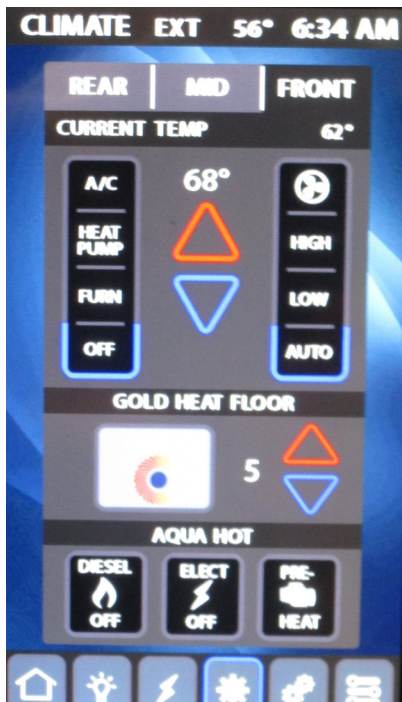 CLIMATE EXT 56° 6:34 AM
REAR MID FRONT
CURRENT TEMP 62°
A/C
HEAT
PUMP
FURN
OFF
68°
HIGH
LOW
AUTO
GOLD HEAT FLOOR
5
AQUA HOT
DIESEL
OFF
ELECT
OFF
PRE-
HEAT